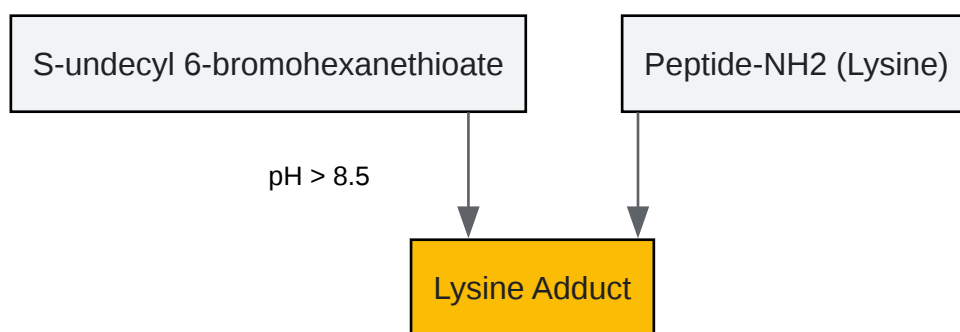 S-undecyl 6-bromohexanethioate
Peptide-NH2 (Lysine)
pH > 8.5
Lysine Adduct